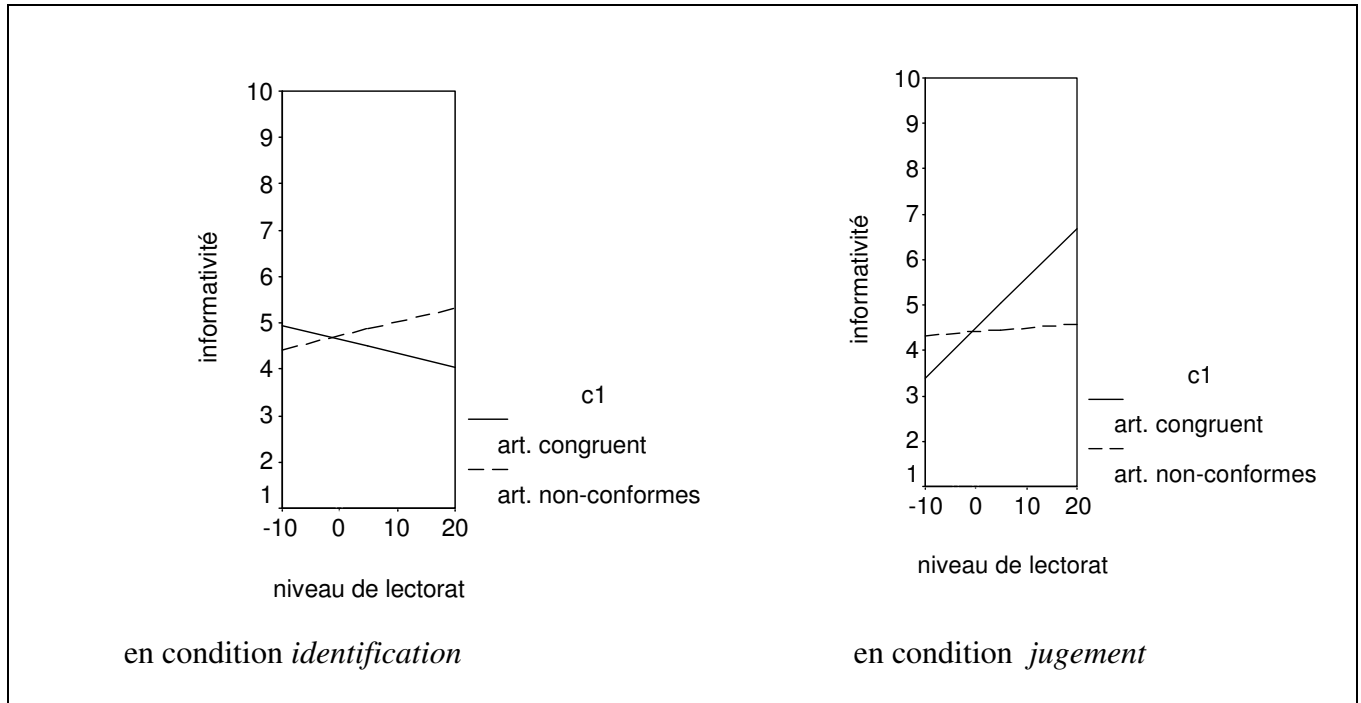 10
9
8
7
6
5
4
3
2
1
informativité
-10 0 10 20
niveau de lectorat
c1
art. congruent
art. non-conformes
en condition identification
10
9
8
7
6
5
4
3
2
1
informativité
-10 0 10 20
niveau de lectorat
c1
art. congruent
art. non-conformes
en condition jugement